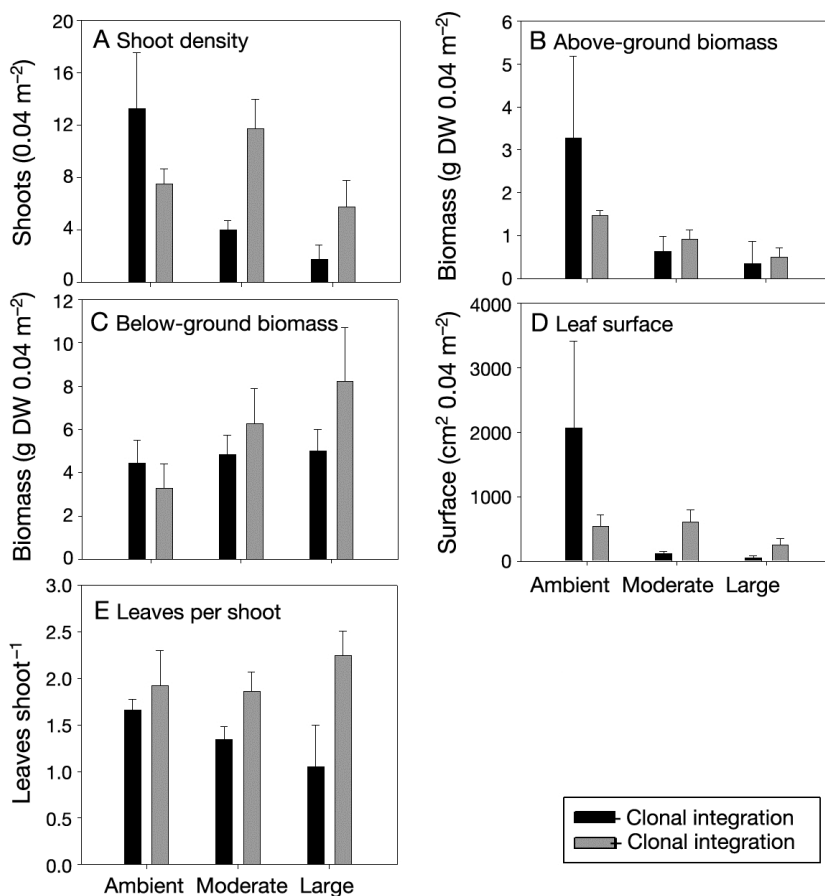 A Shoot density
Shoots (0.04 m⁻²)
20
16
12
8
4
0
B Above-ground biomass
Biomass (g DW 0.04 m⁻²)
6
5
4
3
2
1
0
C Below-ground biomass
Biomass (g DW 0.04 m⁻²)
12
10
8
6
4
2
0
D Leaf surface
Surface (cm² 0.04 m⁻²)
4000
3000
2000
1000
0
Ambient Moderate Large
E Leaves per shoot
Leaves shoot⁻¹
3.0
2.5
2.0
1.5
1.0
0.5
0.0
Ambient Moderate Large
- Clonal integration
+ Clonal integration